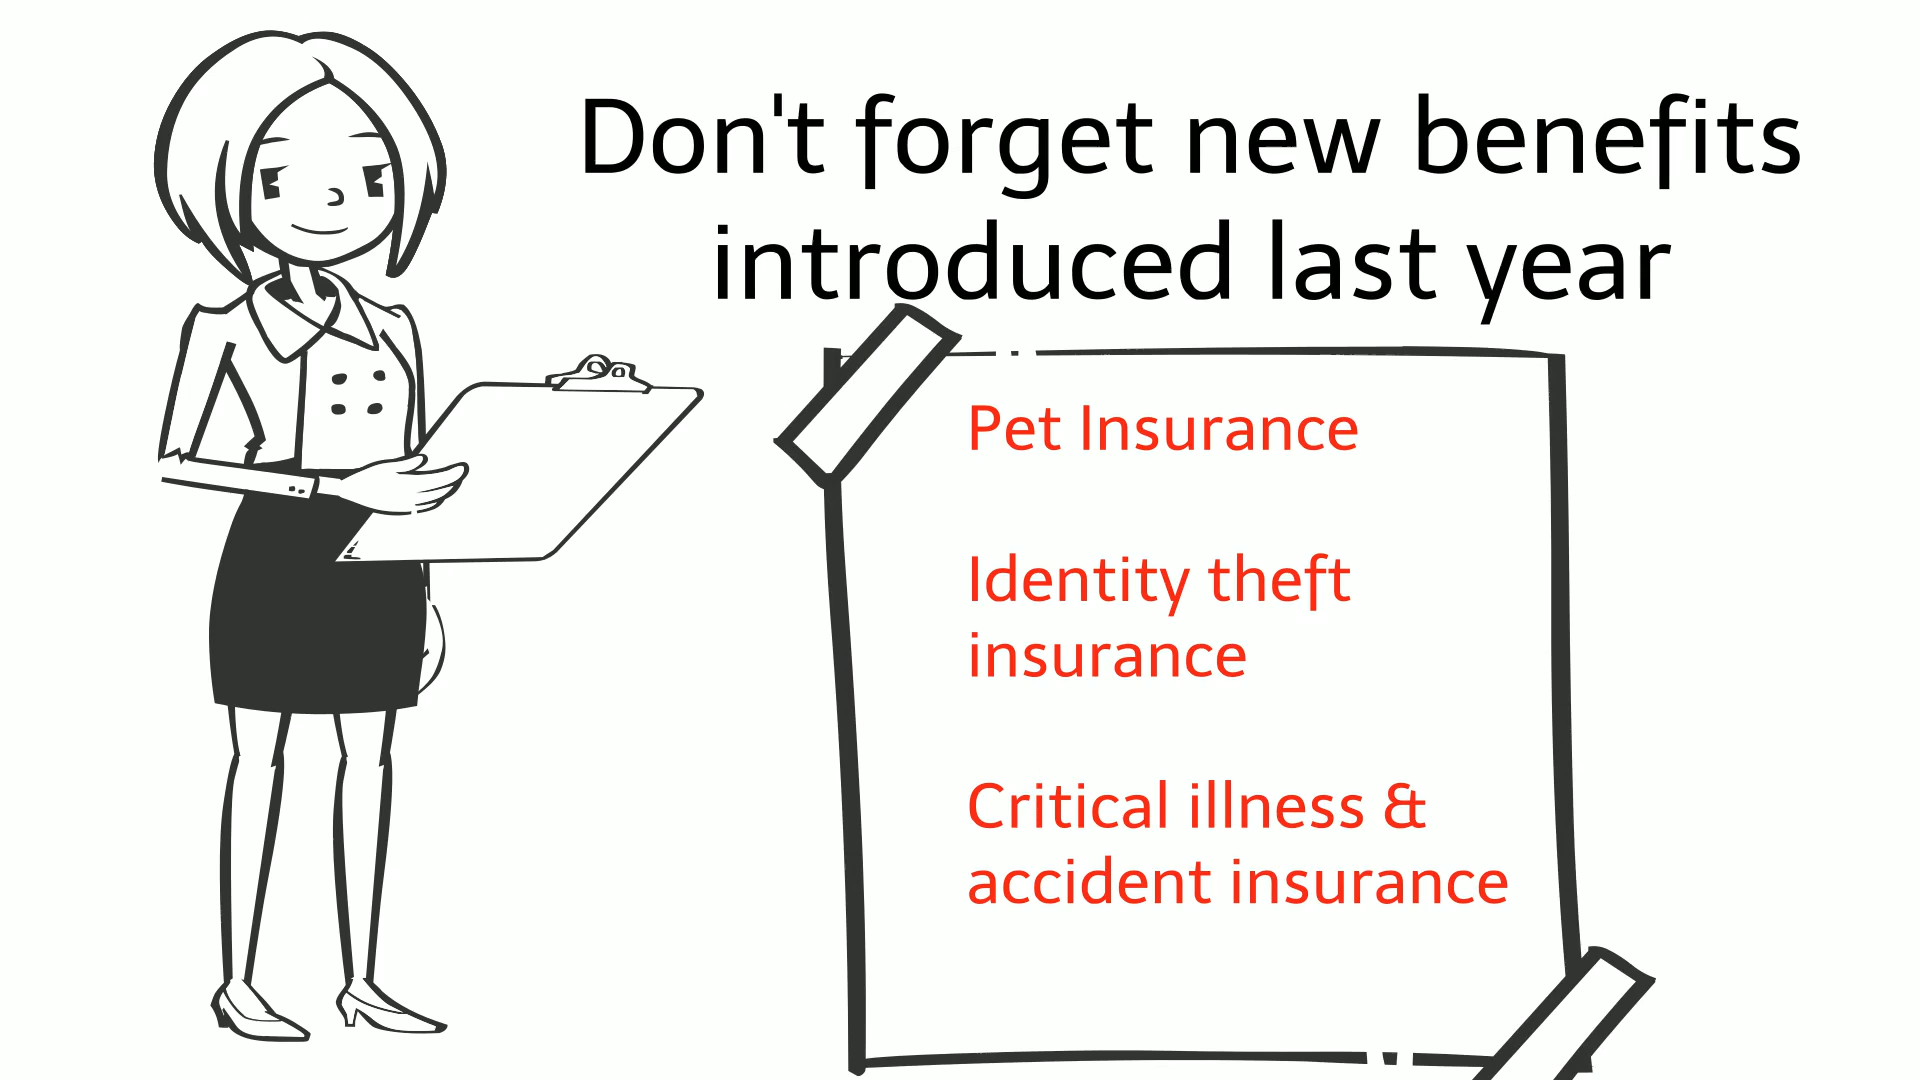 Don't forget new benefits
introduced last year
Pet Insurance
Identity theft
insurance
Critical illness &
accident insurance